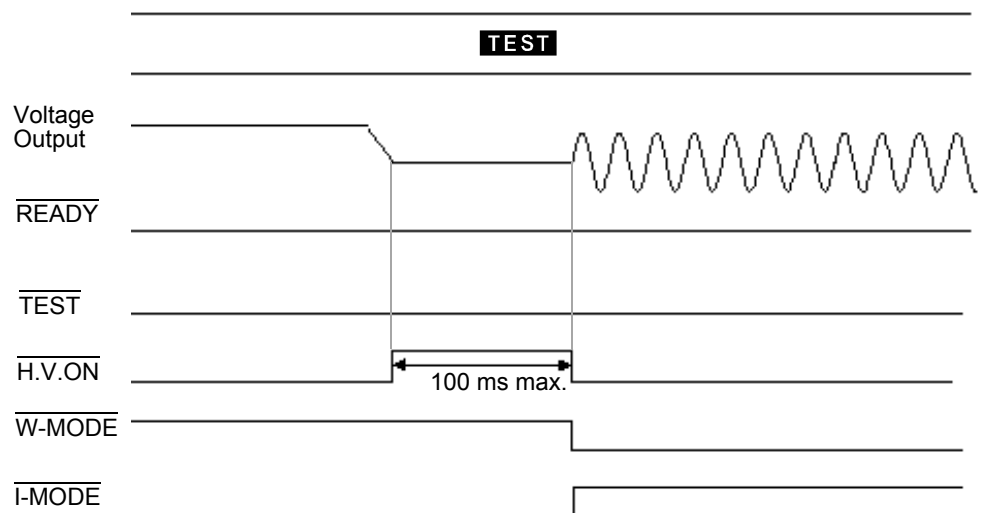 TEST
Voltage
Output
READY
TEST
H.V.ON
100 ms max.
W-MODE
I-MODE